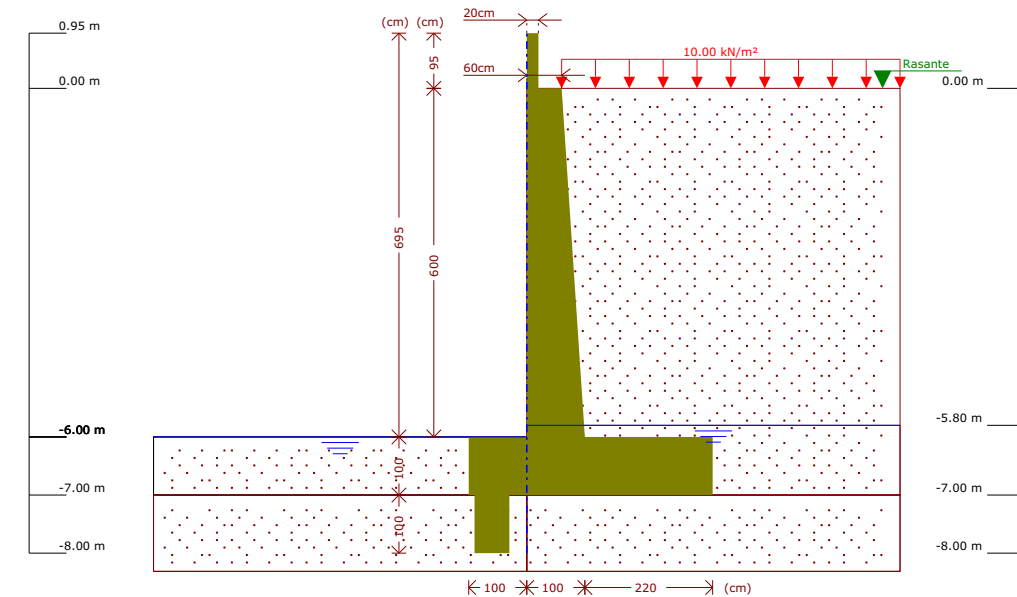 20cm
(cm) (cm)
0.95 m
95
10.00 kN/m²
60cm
Rasante
0.00 m
0.00 m
695
600
-5.80 m
-6.00 m
100
-7.00 m
-7.00 m
100
-8.00 m
-8.00 m
100 100 220 (cm)